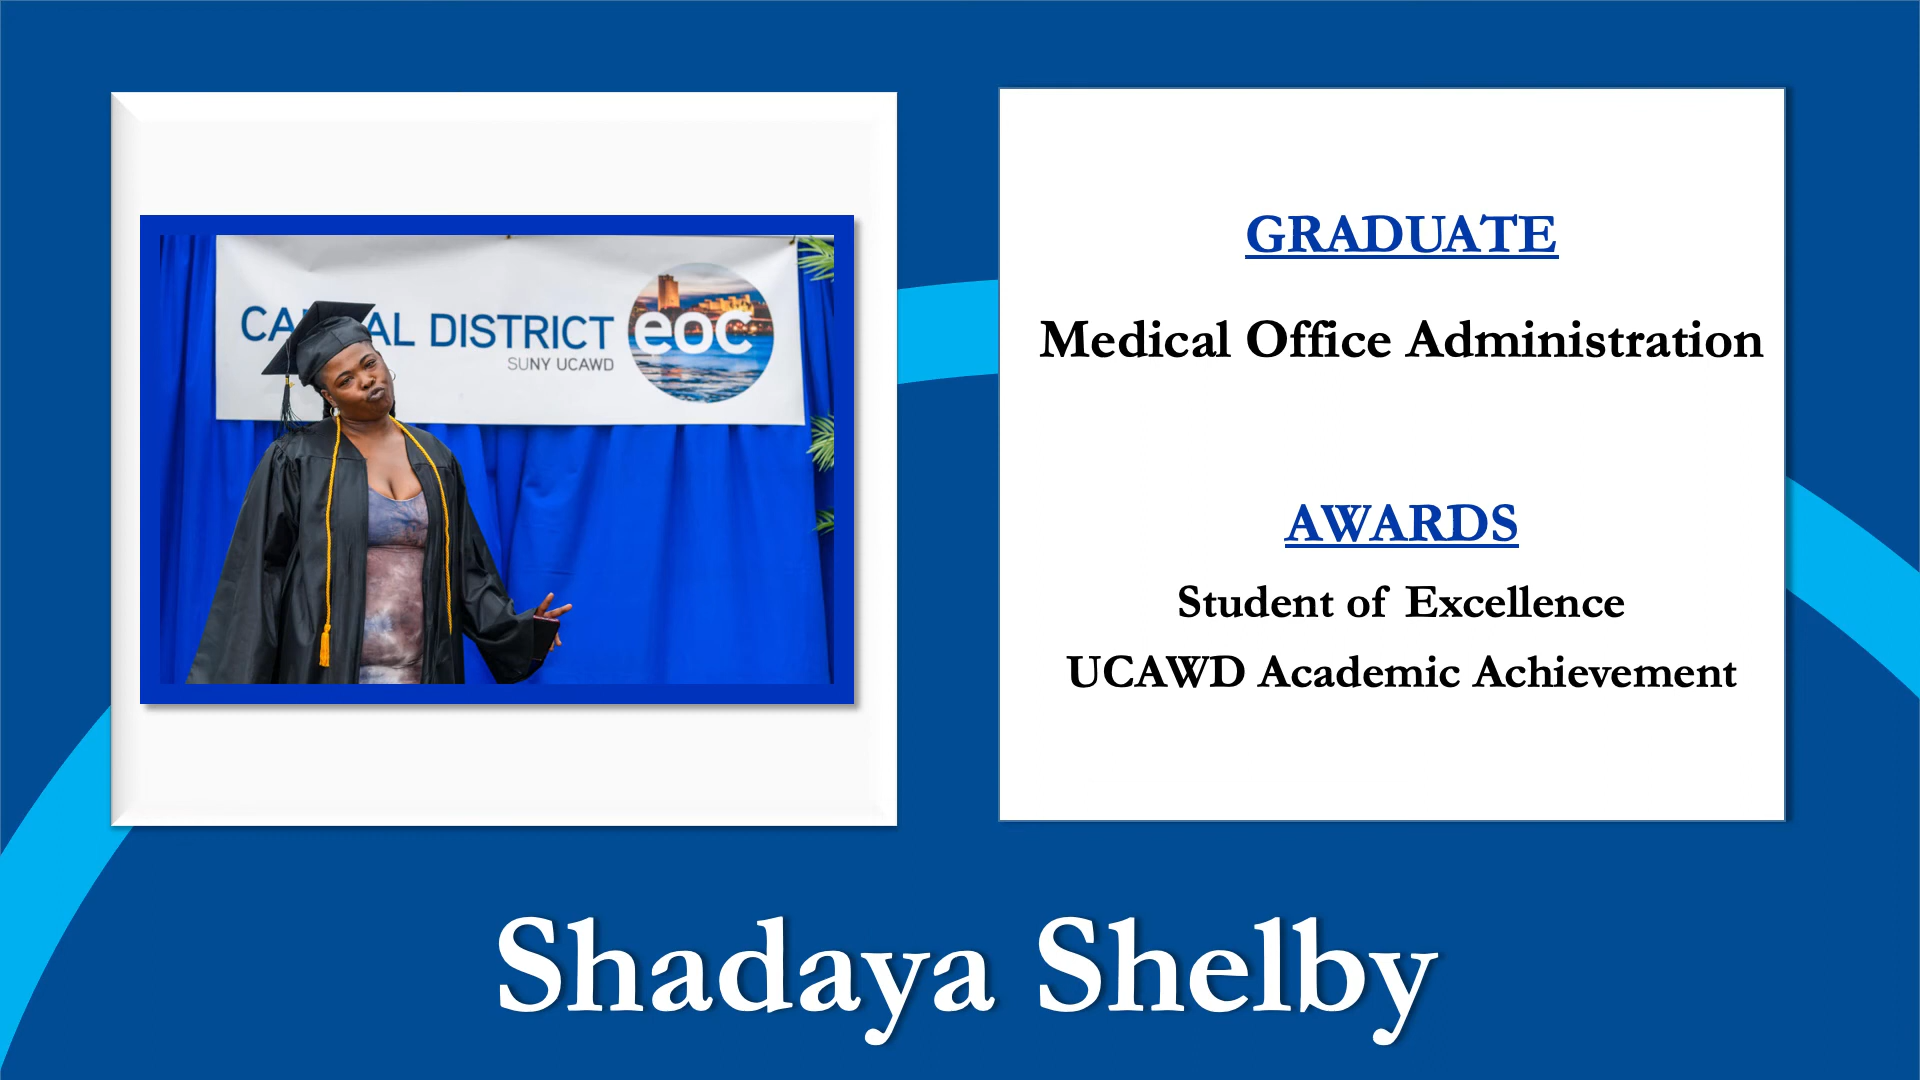 CA AL DISTRICT
SUNY UCAWD
eoc
GRADUATE
Medical Office Administration
AWARDS
Student of Excellence
UCAWD Academic Achievement
Shadaya Shelby